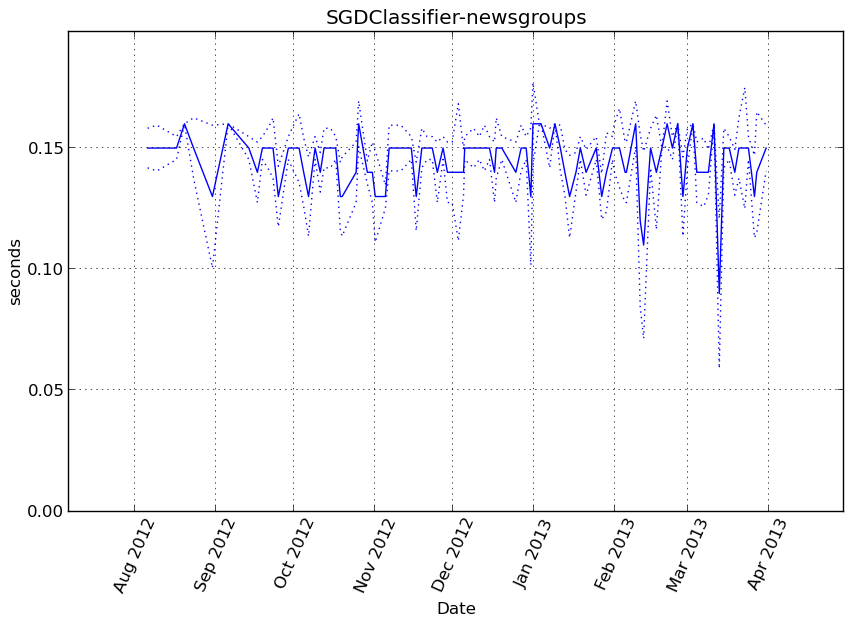 SGDClassifier-newsgroups
0.15
0.10
0.05
0.00
seconds
Aug 2012
Sep 2012
Oct 2012
Nov 2012
Dec 2012
Jan 2013
Feb 2013
Mar 2013
Apr 2013
Date